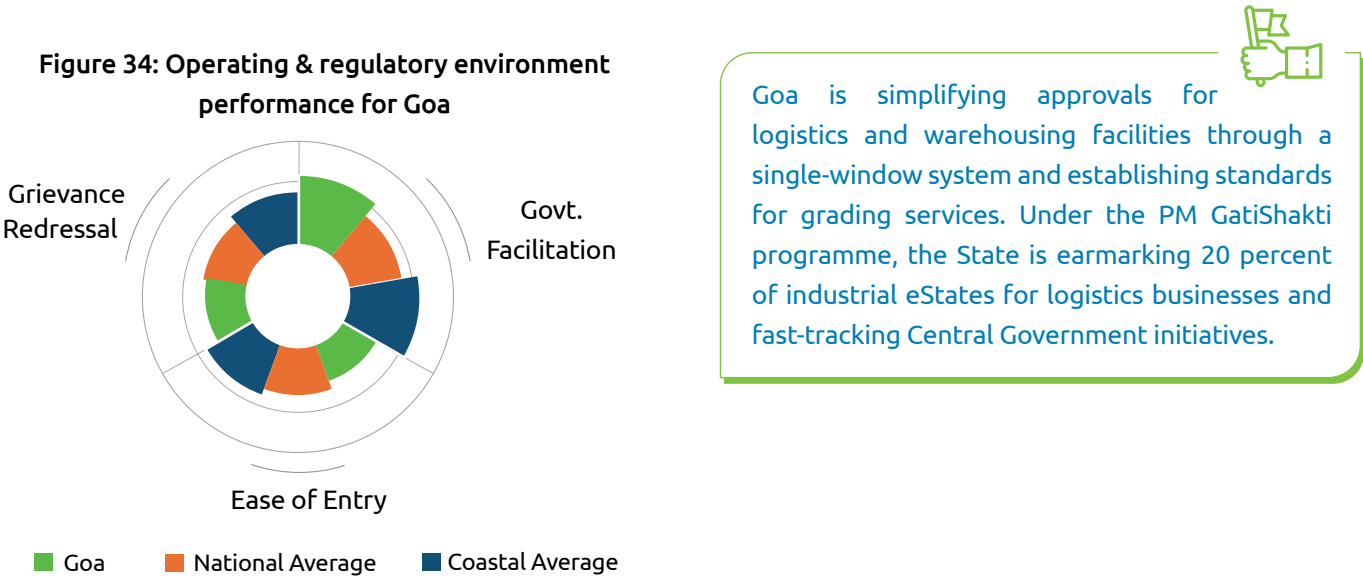 Figure 34: Operating & regulatory environment
performance for Goa
Grievance
Redressal
Govt.
Facilitation
Ease of Entry
Goa
National Average
Coastal Average
Goa is simplifying approvals for
logistics and warehousing facilities through a
single-window system and establishing standards
for grading services. Under the PM GatiShakti
programme, the State is earmarking 20 percent
of industrial eStates for logistics businesses and
fast-tracking Central Government initiatives.